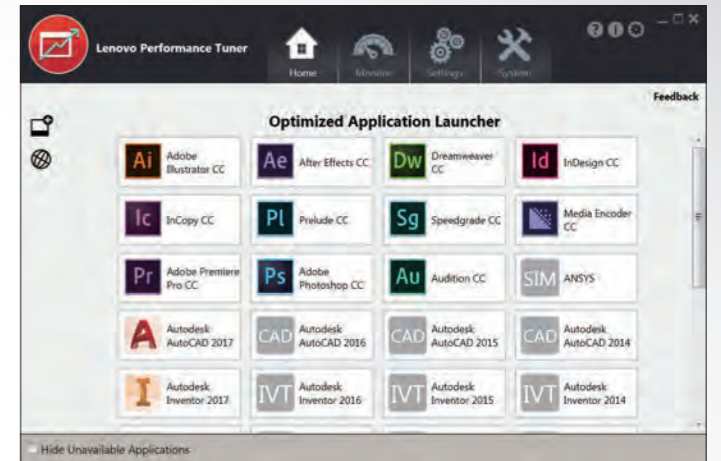 Lenovo Performance Tuner
Home
Monitor
Settings
System
Feedback
Optimized Application Launcher
Ai
Adobe
Illustrator CC
Ae
After Effects CC
Dw
Dreamweaver
CC
Id
InDesign CC
Ic
InCopy CC
Pl
Prelude CC
Sg
Speedgrade CC
Media Encoder
CC
Pr
Adobe Premiere
Pro CC
Ps
Adobe
Photoshop CC
Au
Audition CC
SIM
ANSYS
Autodesk
AutoCAD 2017
CAD
Autodesk
AutoCAD 2016
CAD
Autodesk
AutoCAD 2015
CAD
Autodesk
AutoCAD 2014
I
Autodesk
Inventor 2017
IVT
Autodesk
Inventor 2016
IVT
Autodesk
Inventor 2015
IVT
Autodesk
Inventor 2014
Hide Unavailable Applications